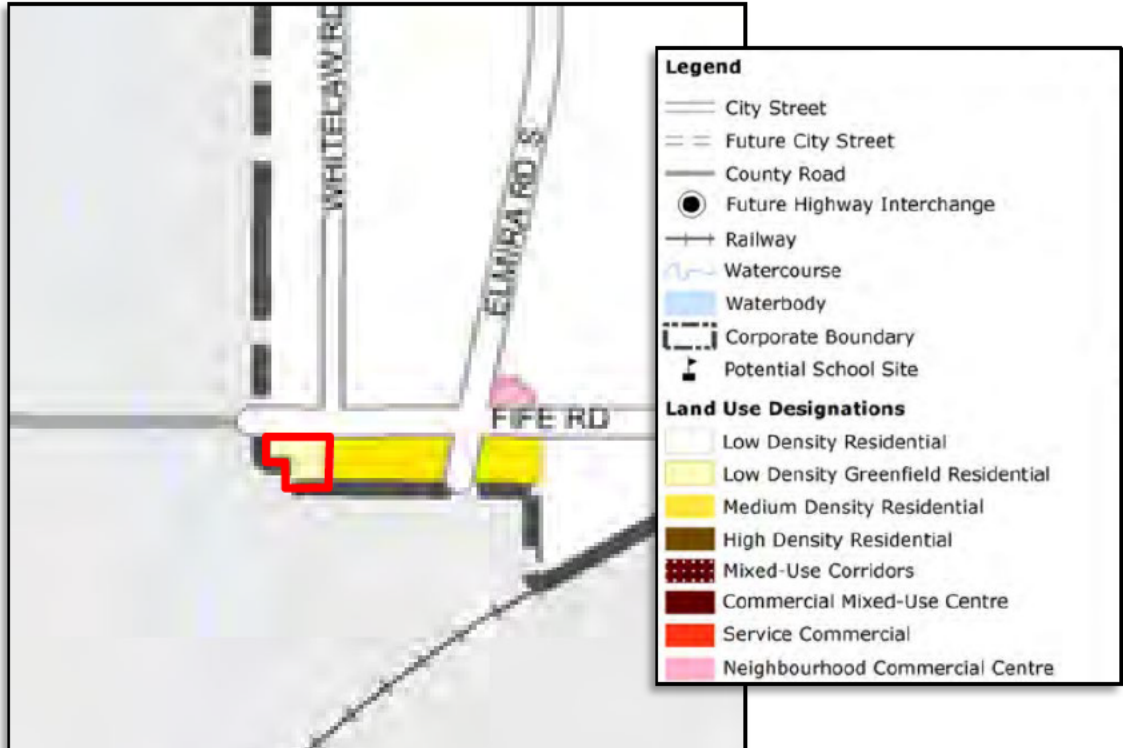 WHITELAW RD
ELMIRA RD S
FIFE RD
Legend
City Street
Future City Street
County Road
Future Highway Interchange
Railway
Watercourse
Waterbody
Corporate Boundary
Potential School Site
Land Use Designations
Low Density Residential
Low Density Greenfield Residential
Medium Density Residential
High Density Residential
Mixed-Use Corridors
Commercial Mixed-Use Centre
Service Commercial
Neighbourhood Commercial Centre